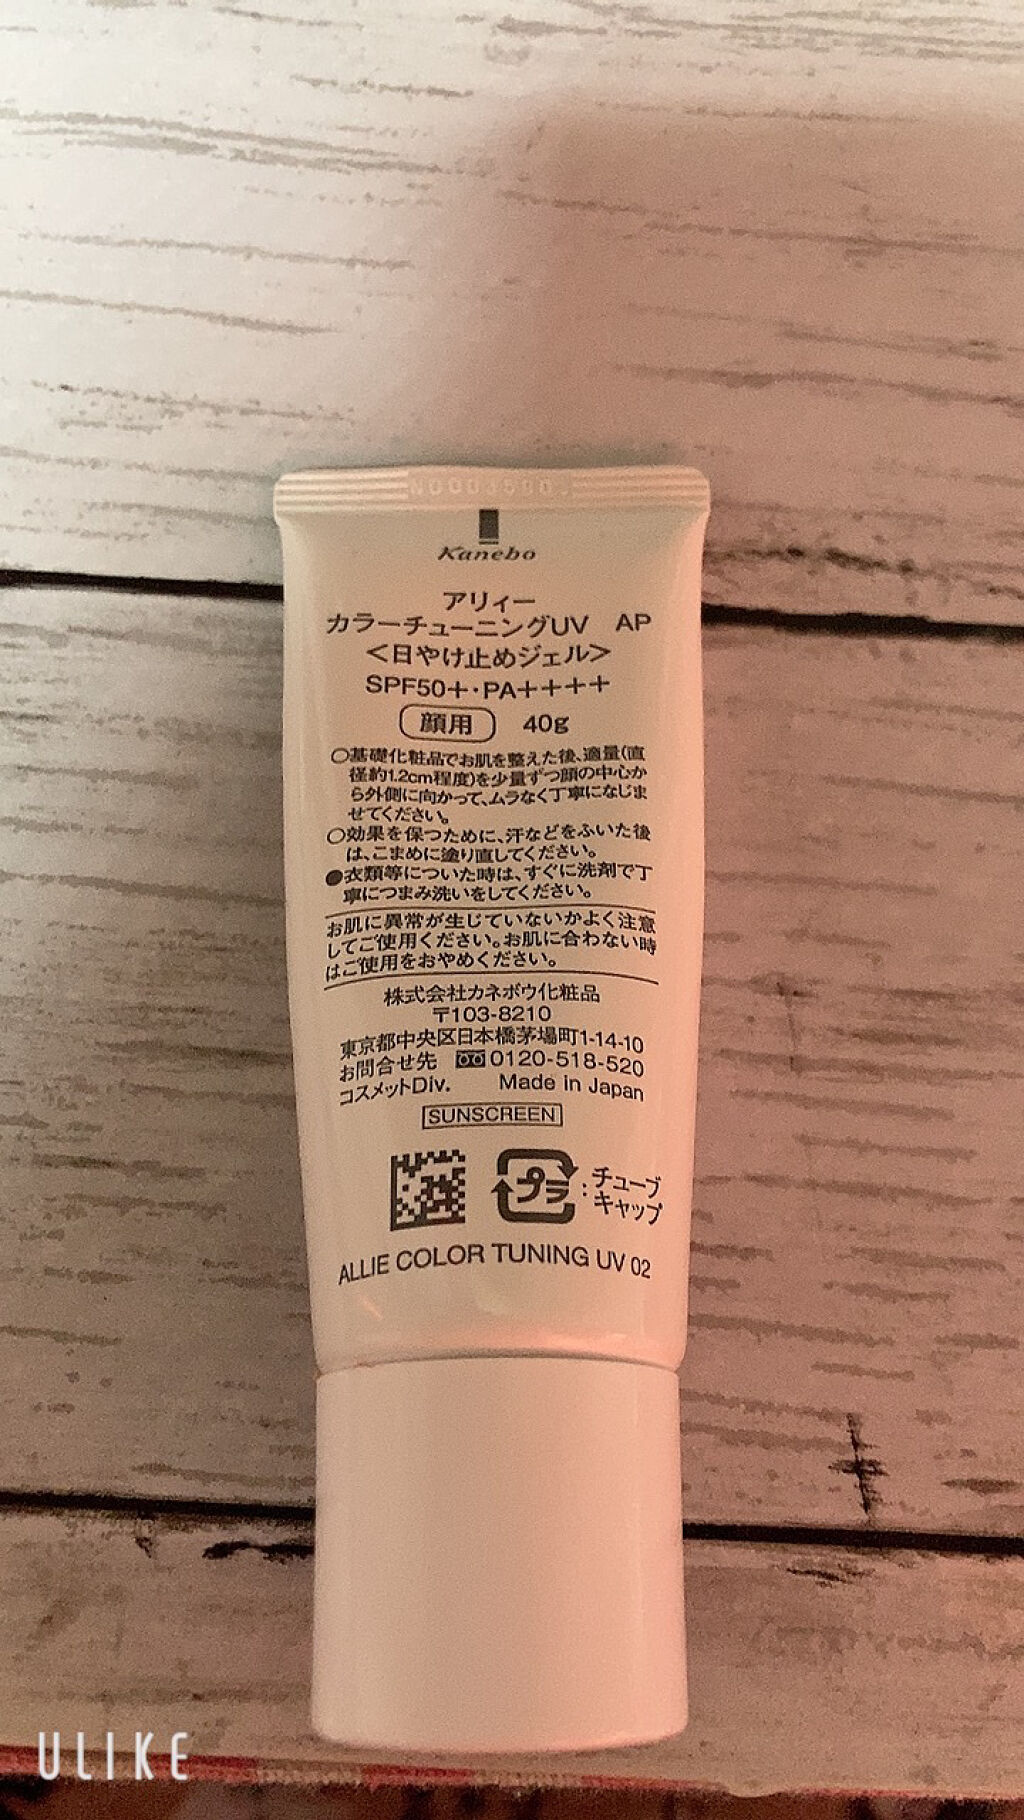 Kanebo
アリィー
カラーチューニングUV AP
<日やけ止めジェル>
SPF50+・PA++++
顔用 40g
○基礎化粧品でお肌を整えた後、適量(直
径約1.2cm程度)を少量ずつ顔の中心か
ら外側に向かって、ムラなく丁寧になじま
せてください。
○効果を保つために、汗などをふいた後
は、こまめに塗り直してください。
●衣類等についた時は、すぐに洗剤で丁
寧につまみ洗いをしてください。
お肌に異常が生じていないかよく注意
してご使用ください。お肌に合わない時
はご使用をおやめください。
株式会社カネボウ化粧品
〒103-8210
東京都中央区日本橋茅場町1-14-10
お問合せ先 0120-518-520
コスメットDiv. Made in Japan
SUNSCREEN
プラ:チューブ
キャップ
ALLIE COLOR TUNING UV 02
ULIKE